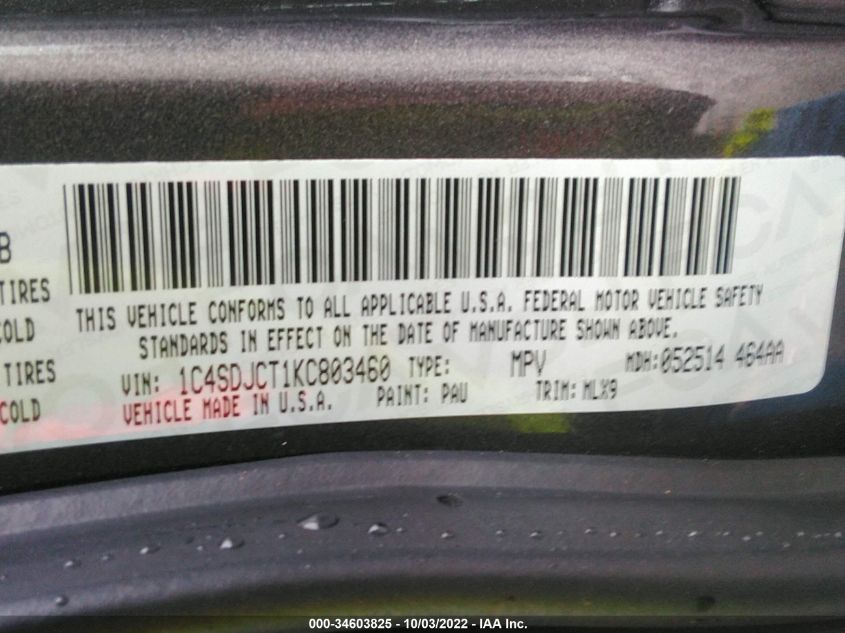 B
TIRES
COLD
TIRES
COLD
THIS VEHICLE CONFORMS TO ALL APPLICABLE U.S.A. FEDERAL MOTOR VEHICLE SAFETY
STANDARDS IN EFFECT ON THE DATE OF MANUFACTURE SHOWN ABOVE.
VIN: 1C4SDJCT1KC803460 TYPE: MPV MDH:052514 464AA
VEHICLE MADE IN U.S.A. PAINT: PAU TRIM: MLX9
000-34603825 - 10/03/2022 - IAA Inc.